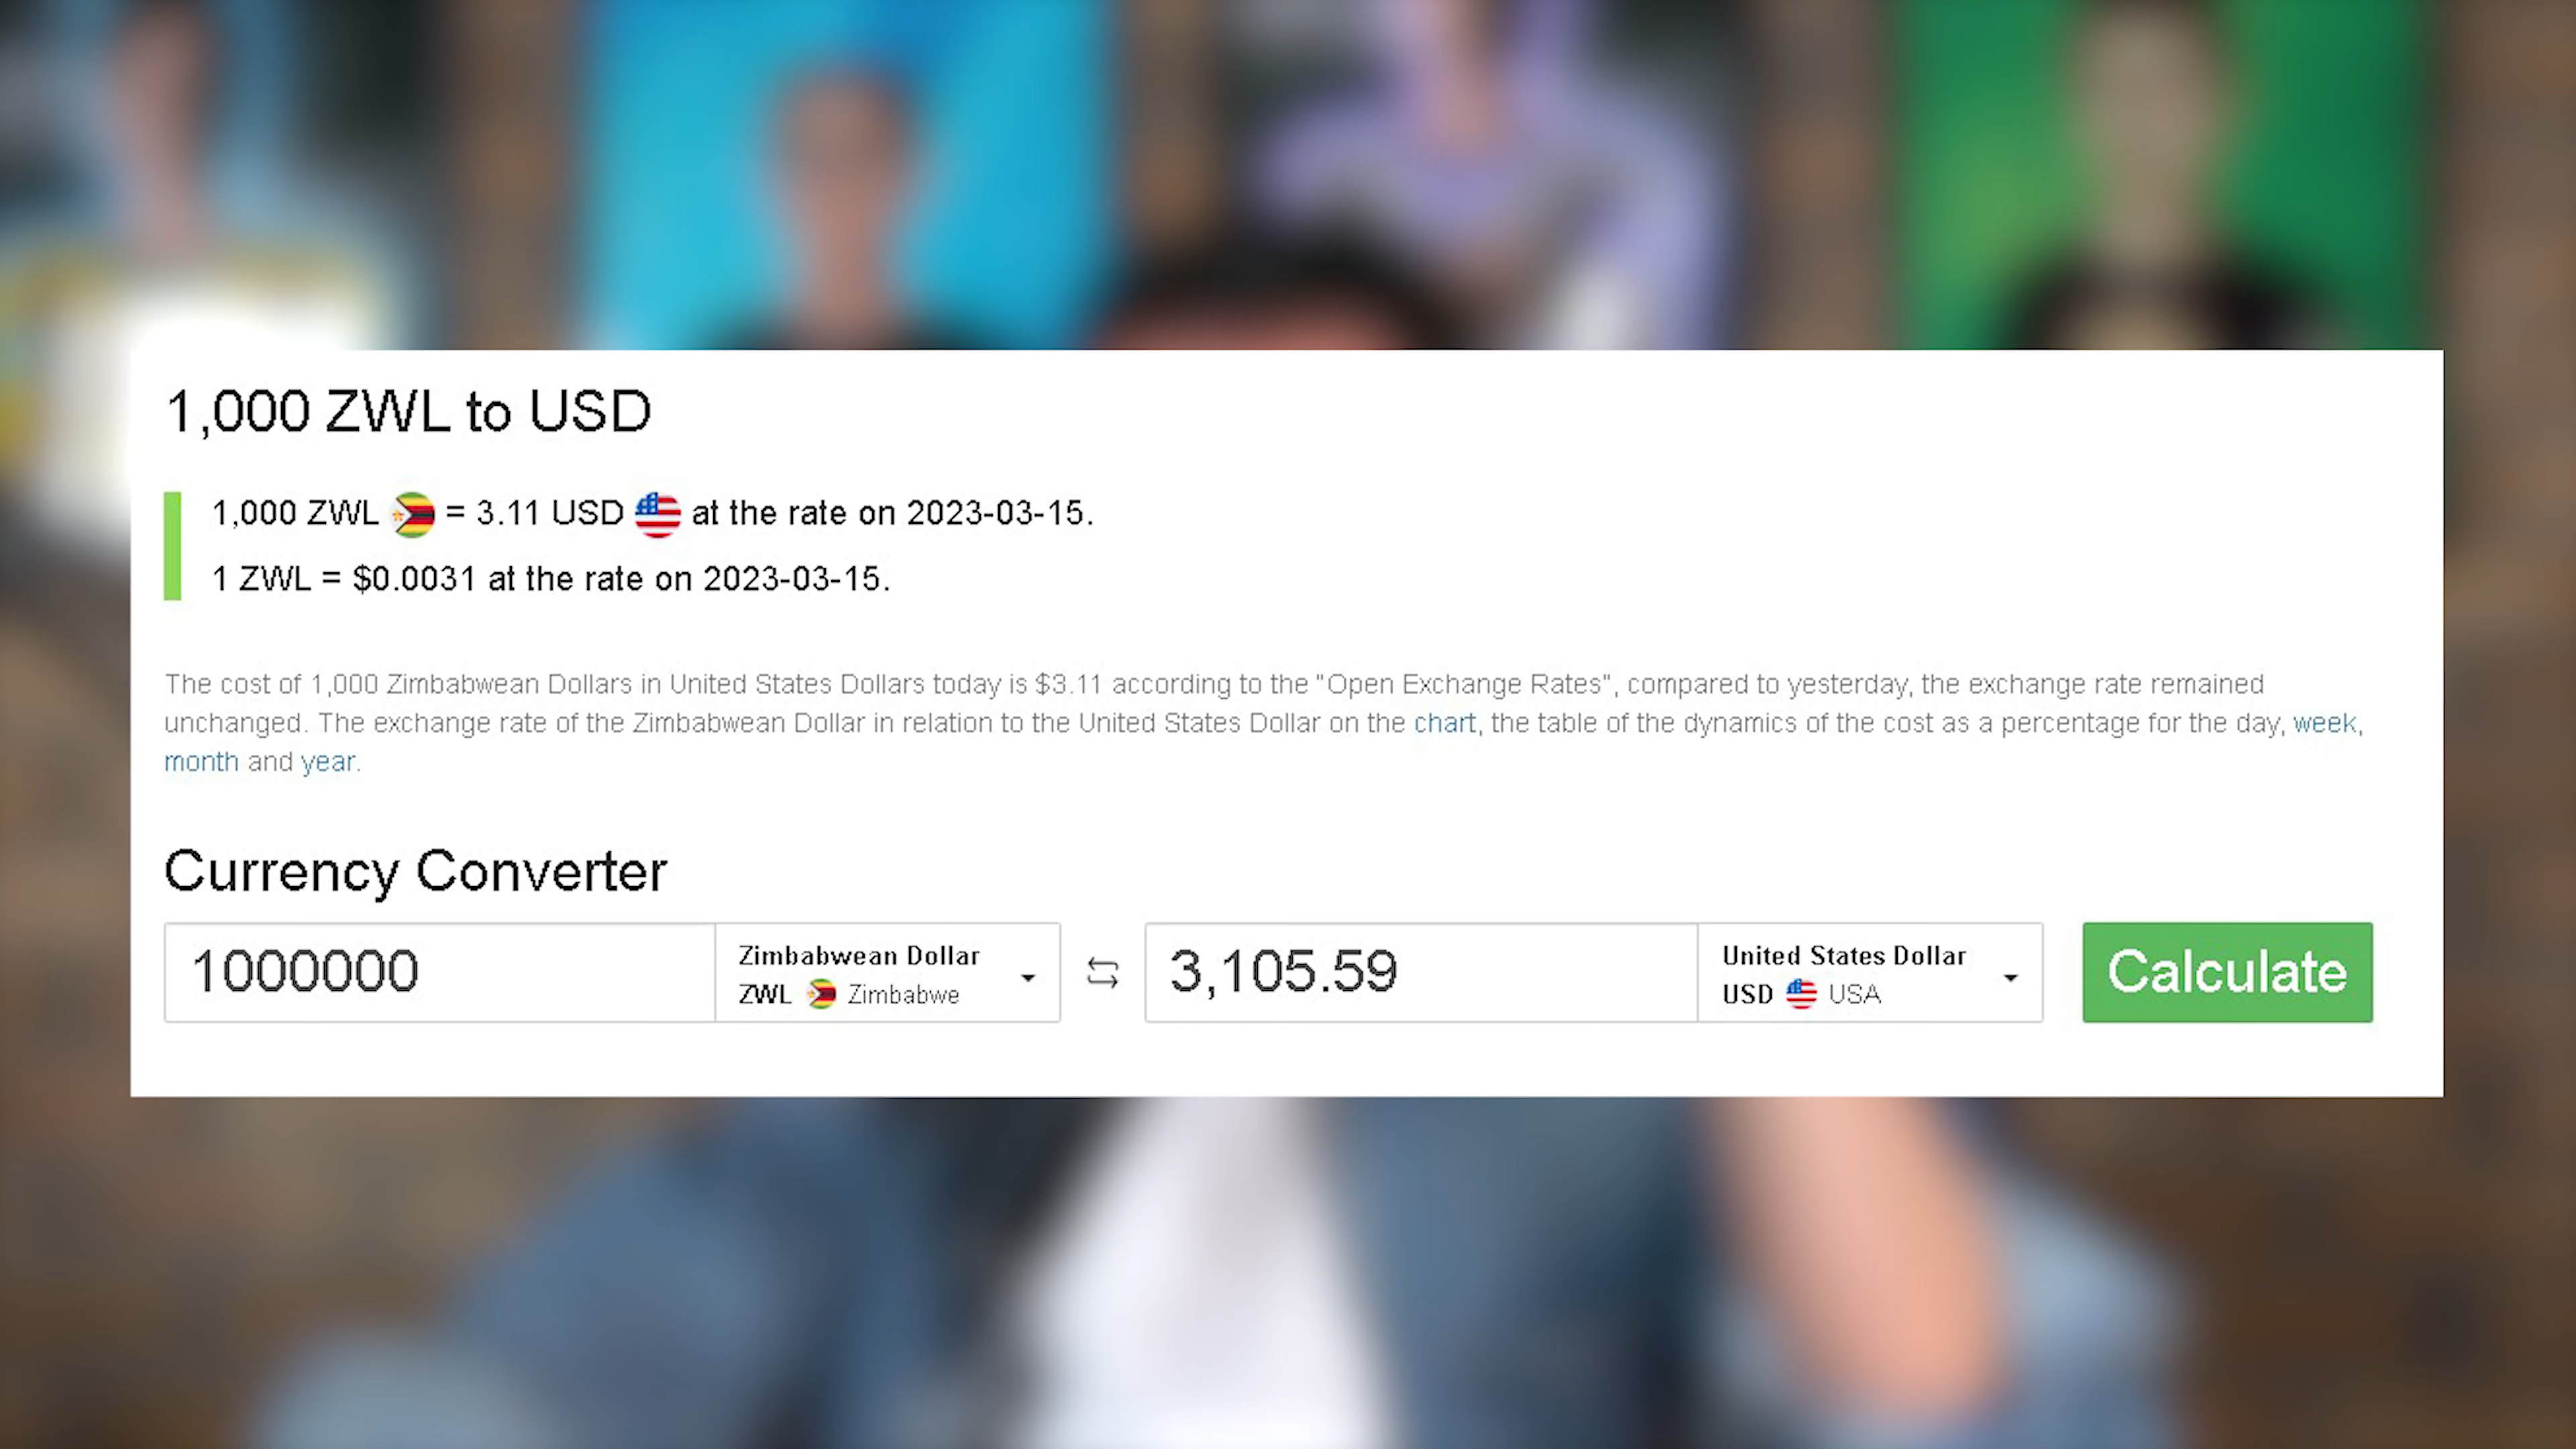 1,000 ZWL to USD
1,000 ZWL = 3.11 USD at the rate on 2023-03-15.
1 ZWL = $0.0031 at the rate on 2023-03-15.
The cost of 1,000 Zimbabwean Dollars in United States Dollars today is $3.11 according to the "Open Exchange Rates", compared to yesterday, the exchange rate remained
unchanged. The exchange rate of the Zimbabwean Dollar in relation to the United States Dollar on the chart, the table of the dynamics of the cost as a percentage for the day, week,
month and year.
Currency Converter
1000000
Zimbabwean Dollar
ZWL Zimbabwe
3,105.59
United States Dollar
USD USA
Calculate